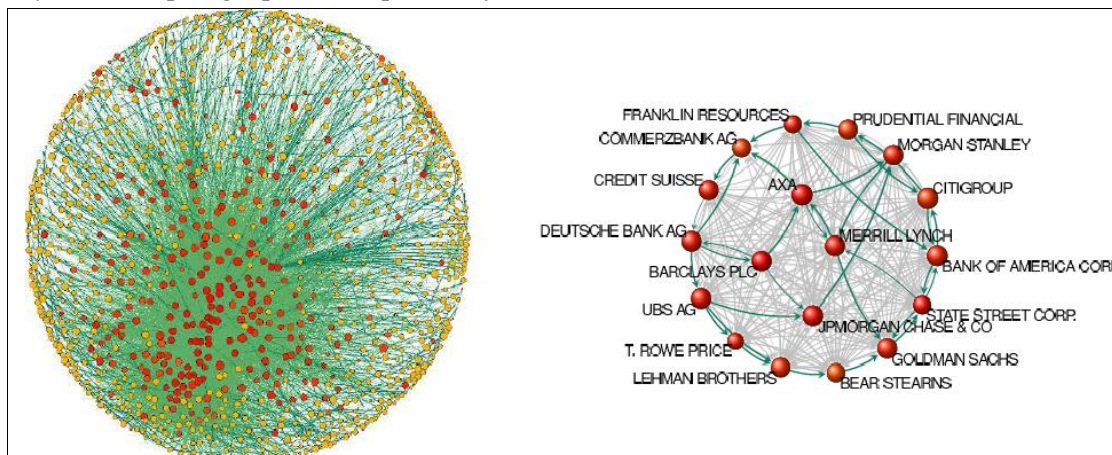 FRANKLIN RESOURCES
PRUDENTIAL FINANCIAL
COMMERZBANK AG
MORGAN STANLEY
CREDIT SUISSE
AXA
CITIGROUP
DEUTSCHE BANK AG
MERRILL LYNCH
BARCLAYS PLC
BANK OF AMERICA COR
UBS AG
STATE STREET CORP.
JPMORGAN CHASE & CO
T. ROWE PRICE
GOLDMAN SACHS
LEHMAN BROTHERS
BEAR STEARNS